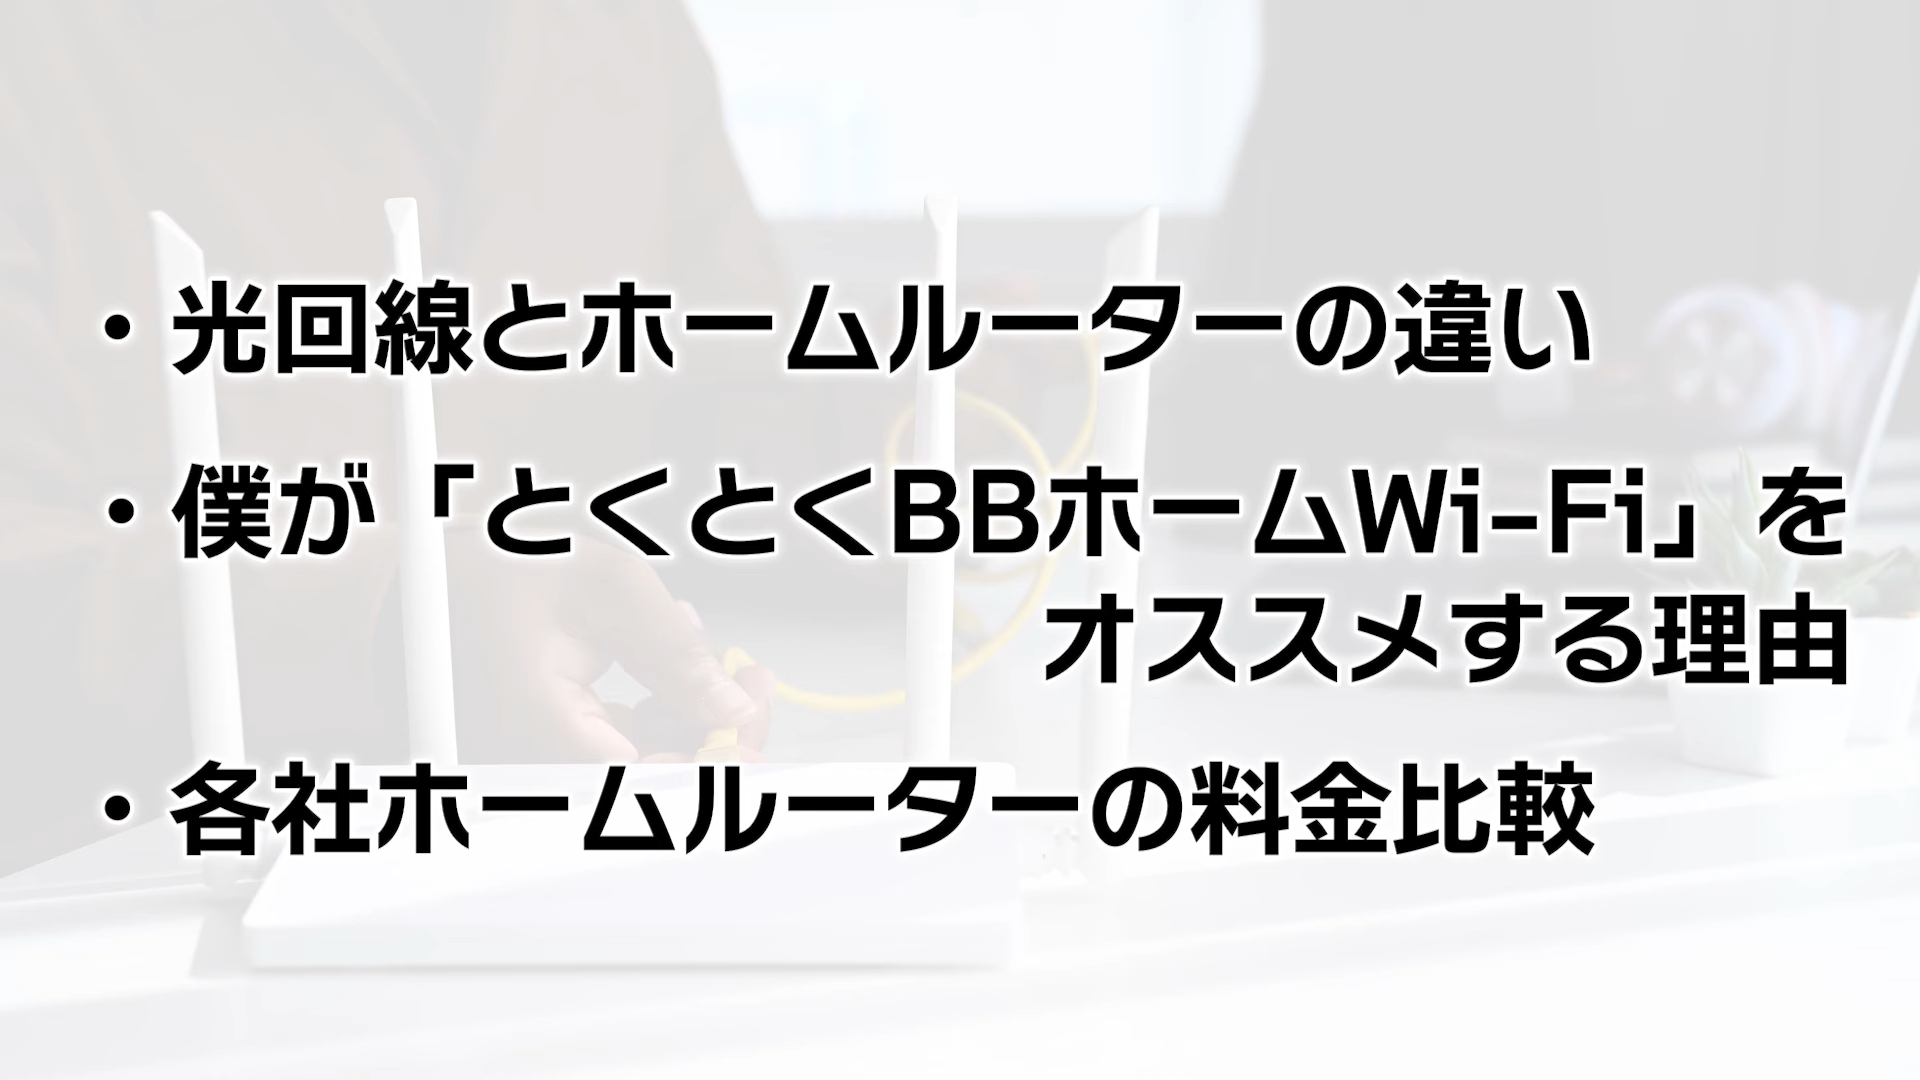 ・光回線とホームルーターの違い
・僕が「とくとくBBホームWi-Fi」を
オススメする理由
・各社ホームルーターの料金比較